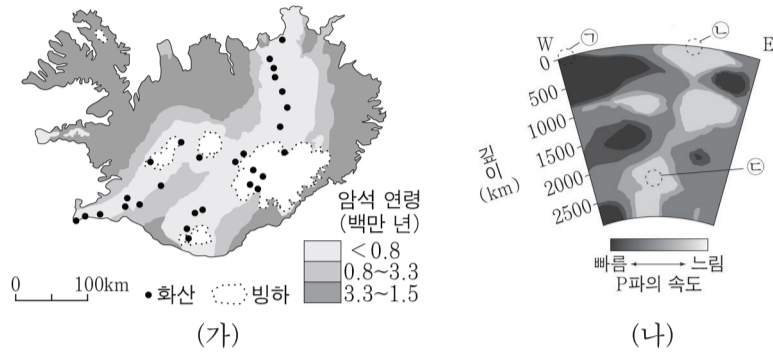 암석 연령
(백만 년)
<0.8
0.8~3.3
3.3~1.5
0 100km
화산 빙하
(가)
W ㉠ ㉡ E
0
500
1000
1500
2000
2500
깊이
(km)
㉢
빠름 느림
P파의 속도
(나)